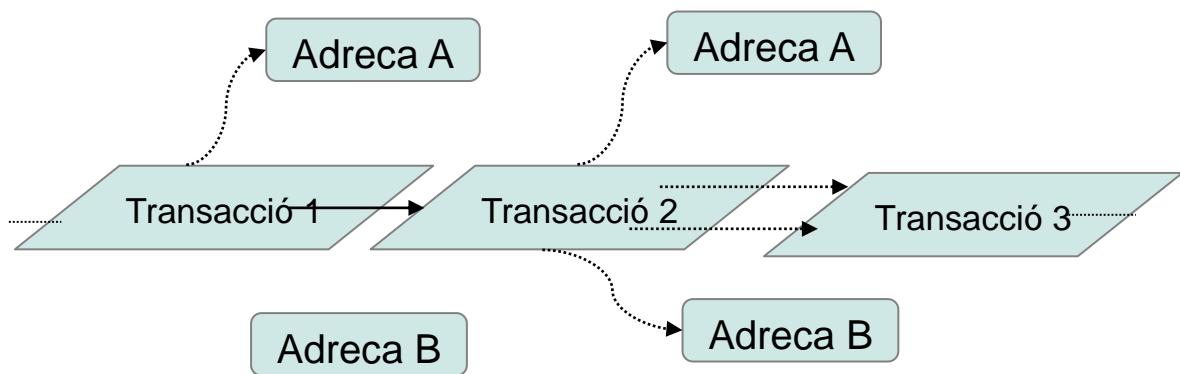 Adreca A
Adreca A
Transacció 1
Transacció 2
Transacció 3
Adreca B
Adreca B